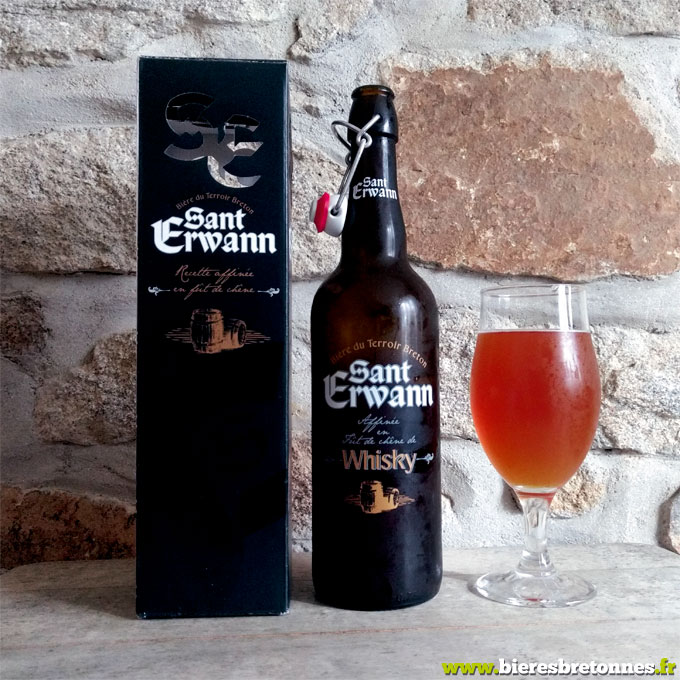 SE
Bière du Terroir Breton
Sant
Erwann
Recette affinée
en fût de chêne
Sant
Erwann
Bière du Terroir Breton
Sant
Erwann
Affinée
en
Fût de chêne de
Whisky
www.bieresbretonnes.fr